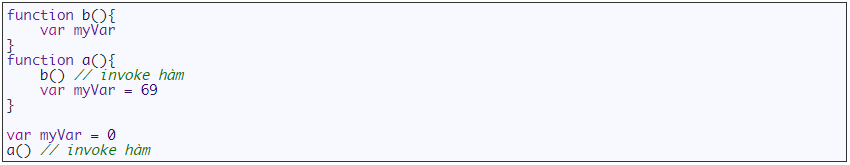 function b(){
    var myVar
}
function a(){
    b() // invoke hàm
    var myVar = 69
}

var myVar = 0
a() // invoke hàm